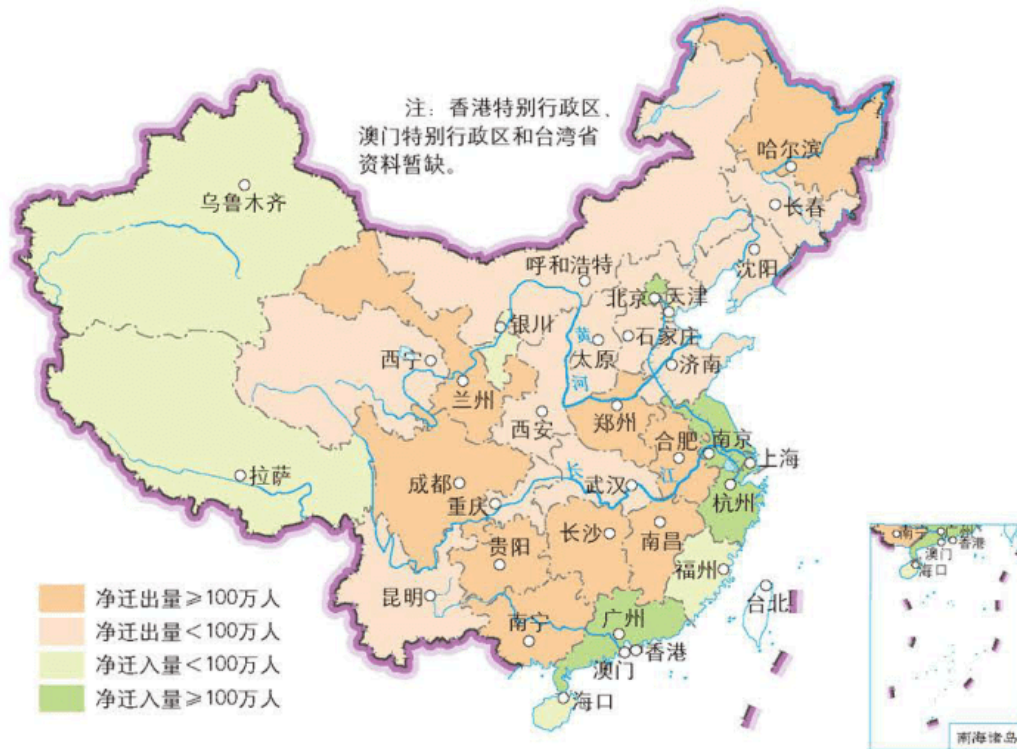 注：香港特别行政区、
澳门特别行政区和台湾省
资料暂缺。
哈尔滨
乌鲁木齐
长春
沈阳
呼和浩特
北京
天津
银川
黄
河
石家庄
太原
西宁
济南
兰州
西安
郑州
合肥
南京
上海
拉萨
成都
长
江
武汉
杭州
重庆
贵阳
长沙
南昌
福州
昆明
台北
南宁
广州
香港
澳门
海口
净迁出量≥100万人
净迁出量<100万人
净迁入量<100万人
净迁入量≥100万人
南宁
广州
香港
澳门
海口
南海诸岛